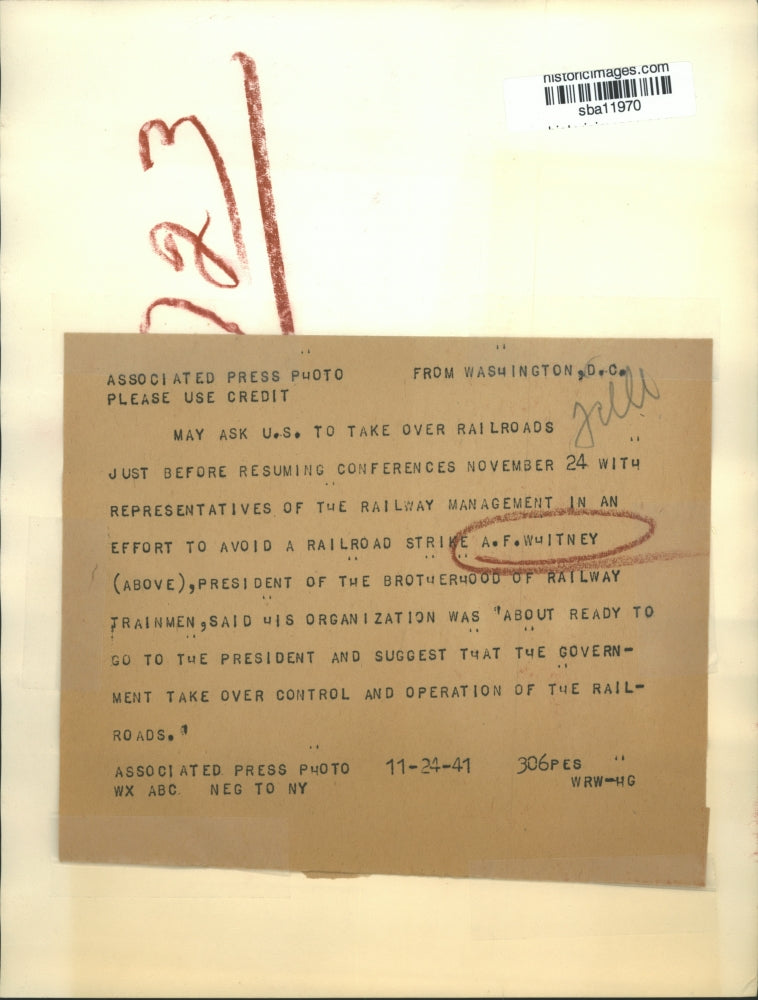 historicimages.com
sba11970
23
ASSOCIATED PRESS PHOTO
FROM WASHINGTON, D.C.
PLEASE USE CREDIT
MAY ASK U.S. TO TAKE OVER RAILROADS
JUST BEFORE RESUMING CONFERENCES NOVEMBER 24 WITH
REPRESENTATIVES OF THE RAILWAY MANAGEMENT IN AN
EFFORT TO AVOID A RAILROAD STRIKE A.F.WHITNEY
(ABOVE),PRESIDENT OF THE BROTHERHOOD OF RAILWAY
TRAINMEN,SAID HIS ORGANIZATION WAS "ABOUT READY TO
GO TO THE PRESIDENT AND SUGGEST THAT THE GOVERN-
MENT TAKE OVER CONTROL AND OPERATION OF THE RAIL-
ROADS."
ASSOCIATED PRESS PHOTO 11-24-41 306PES
WX ABC NEG TO NY WRW-HG